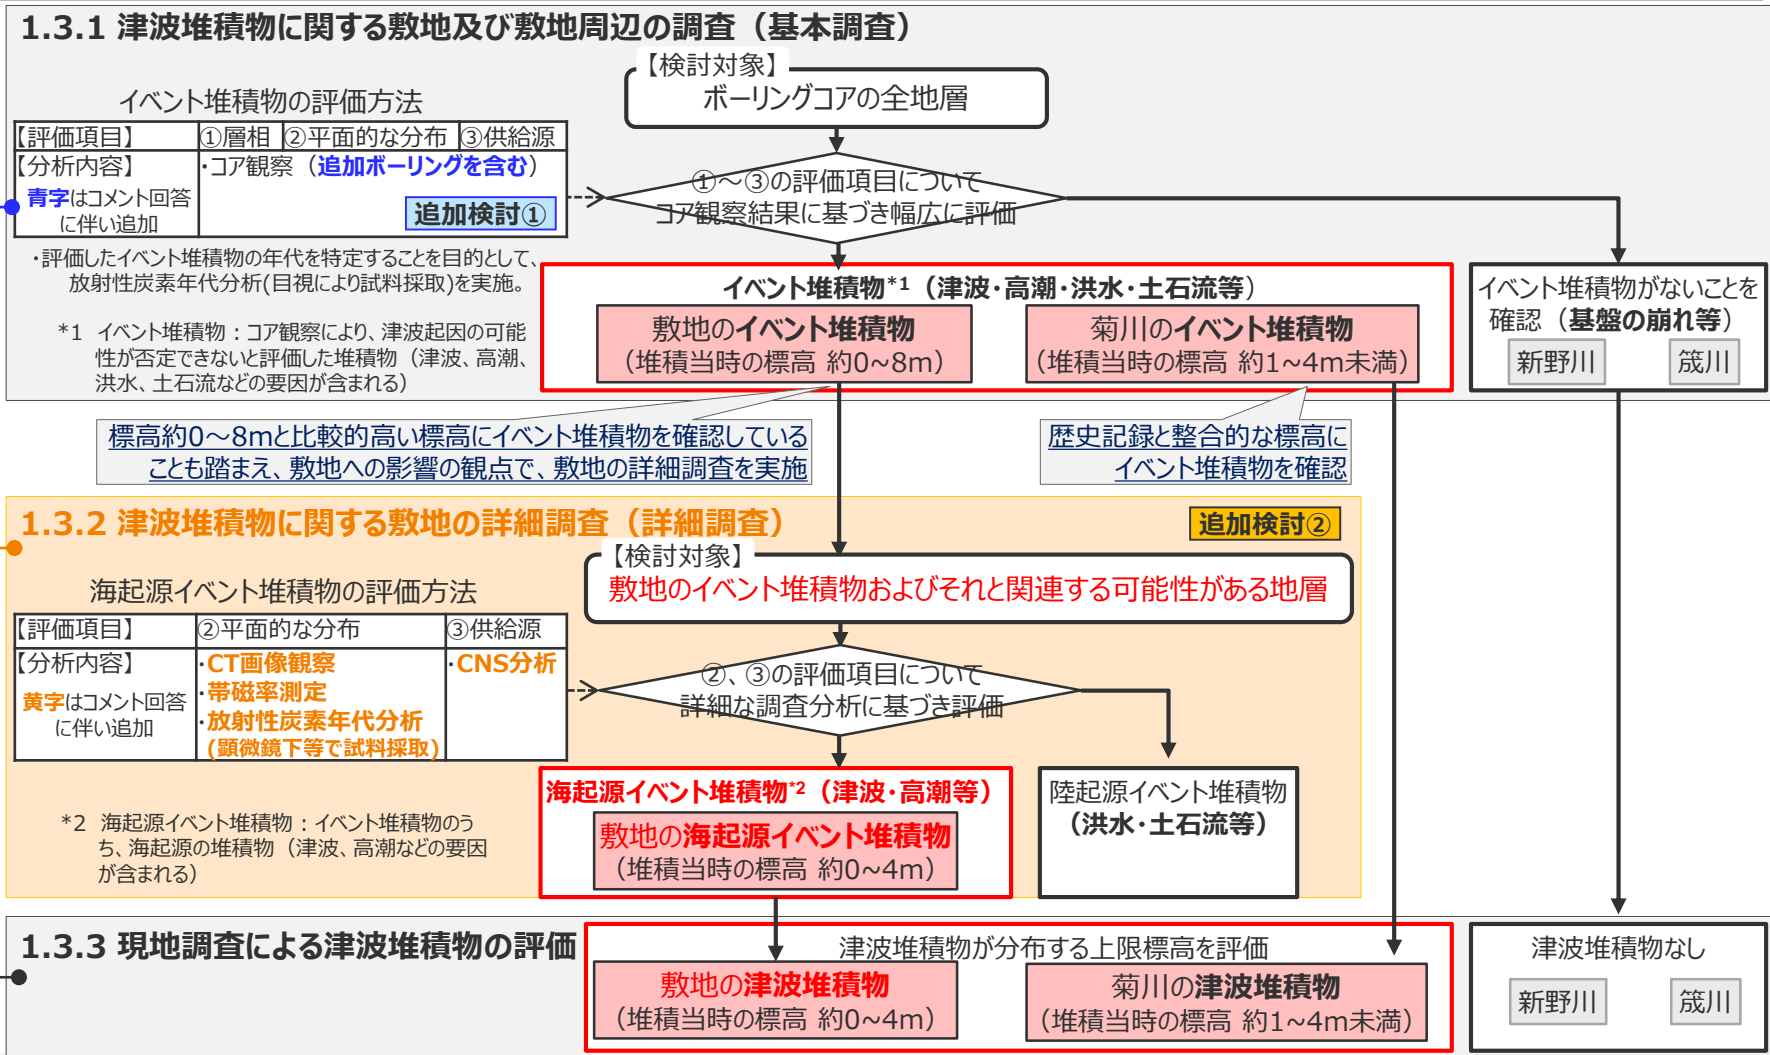 1.3.1 津波堆積物に関する敷地及び敷地周辺の調査（基本調査）
【検討対象】
ボーリングコアの全地層
イベント堆積物の評価方法
【評価項目】 ①層相 ②平面的な分布 ③供給源
【分析内容】 ・コア観察（追加ボーリングを含む）
青字はコメント回答
に伴い追加
追加検討①
①～③の評価項目について
コア観察結果に基づき幅広に評価
・評価したイベント堆積物の年代を特定することを目的として、
放射性炭素年代分析(目視により試料採取)を実施。
*1 イベント堆積物：コア観察により、津波起因の可能
性が否定できないと評価した堆積物（津波、高潮、
洪水、土石流などの要因が含まれる）
イベント堆積物*1（津波・高潮・洪水・土石流等）
敷地のイベント堆積物
（堆積当時の標高 約0~8m）
菊川のイベント堆積物
（堆積当時の標高 約1~4m未満）
イベント堆積物がないことを
確認（基盤の崩れ等）
新野川 筬川
標高約0～8mと比較的高い標高にイベント堆積物を確認している
ことも踏まえ、敷地への影響の観点で、敷地の詳細調査を実施
歴史記録と整合的な標高に
イベント堆積物を確認
1.3.2 津波堆積物に関する敷地の詳細調査（詳細調査）
追加検討②
【検討対象】
敷地のイベント堆積物およびそれと関連する可能性がある地層
海起源イベント堆積物の評価方法
【評価項目】 ②平面的な分布 ③供給源
【分析内容】 ・CT画像観察 ・CNS分析
黄字はコメント回答
に伴い追加
・帯磁率測定
・放射性炭素年代分析
(顕微鏡下等で試料採取)
②、③の評価項目について
詳細な調査分析に基づき評価
*2 海起源イベント堆積物：イベント堆積物のう
ち、海起源の堆積物（津波、高潮などの要因
が含まれる）
海起源イベント堆積物*2（津波・高潮等）
敷地の海起源イベント堆積物
（堆積当時の標高 約0~4m）
陸起源イベント堆積物
（洪水・土石流等）
1.3.3 現地調査による津波堆積物の評価
津波堆積物が分布する上限標高を評価
敷地の津波堆積物
（堆積当時の標高 約0~4m）
菊川の津波堆積物
（堆積当時の標高 約1~4m未満）
津波堆積物なし
新野川 筬川